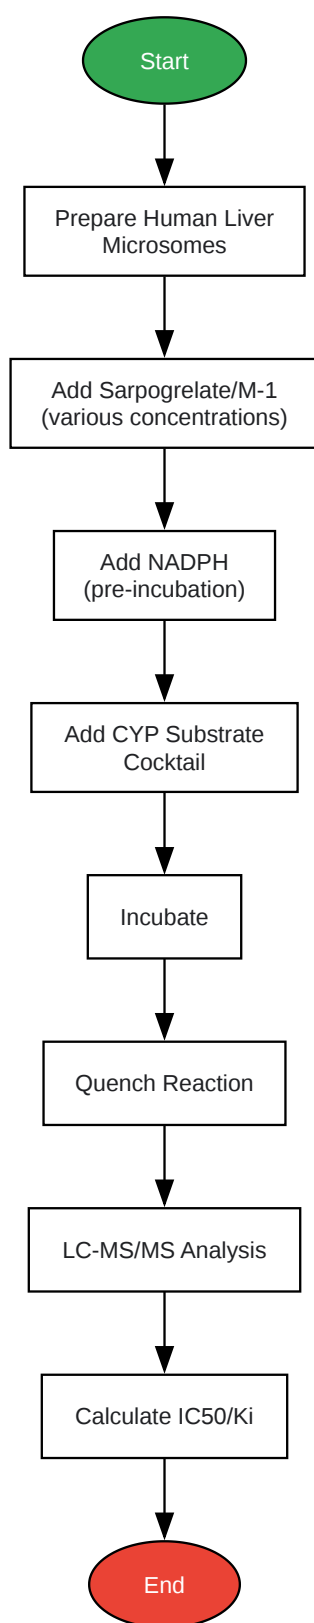 Start
Prepare Human Liver
Microsomes
Add Sarpogrelate/M-1
(various concentrations)
Add NADPH
(pre-incubation)
Add CYP Substrate
Cocktail
Incubate
Quench Reaction
LC-MS/MS Analysis
Calculate IC50/Ki
End